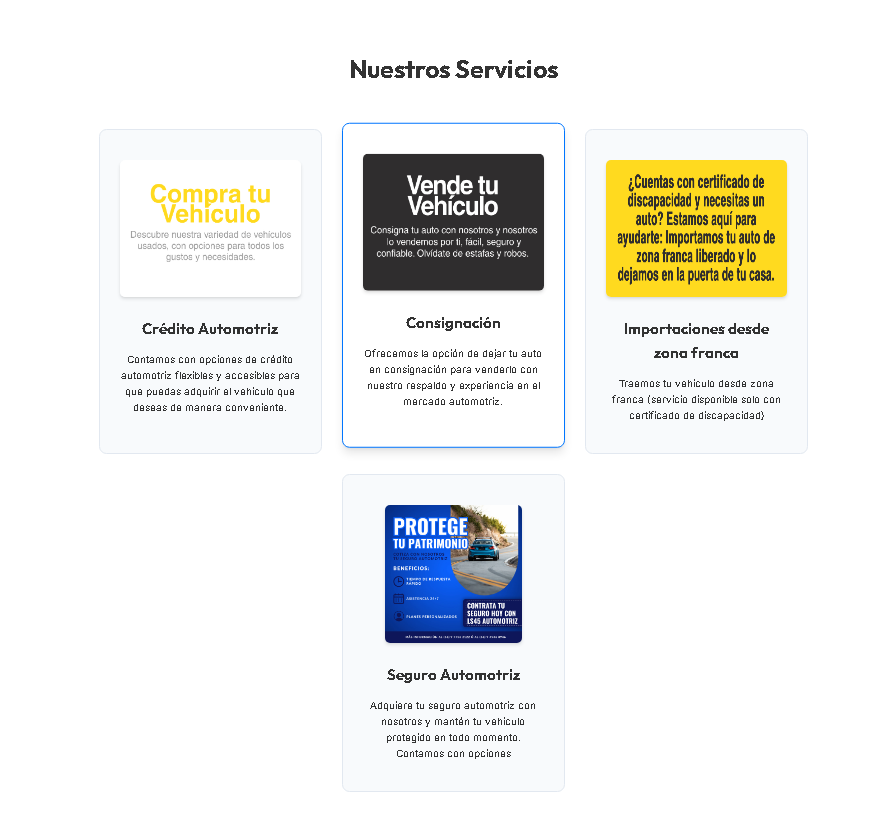 Nuestros Servicios
Compra tu
Vehículo
Descubre nuestra variedad de vehículos
usados, con opciones para todos los
gustos y necesidades.
Crédito Automotriz
Contamos con opciones de crédito
automotriz flexibles y accesibles para
que puedas adquirir el vehículo que
deseas de manera conveniente.
Vende tu
Vehículo
Consigna tu auto con nosotros y nosotros
lo vendemos por ti, fácil, seguro y
confiable. Olvídate de estafas y robos.
Consignación
Ofrecemos la opción de dejar tu auto
en consignación para venderlo con
nuestro respaldo y experiencia en el
mercado automotriz.
¿Cuentas con certificado de
discapacidad y necesitas un
auto? Estamos aquí para
ayudarte: Importamos tu auto de
zona franca liberado y lo
dejamos en la puerta de tu casa.
Importaciones desde
zona franca
Traemos tu vehículo desde zona
franca (servicio disponible solo con
certificado de discapacidad)
PROTEGE
TU PATRIMONIO
BENEFICIOS:
TIEMPO DE RESPUESTA
RÁPIDO
ASISTENCIA 24/7
PLANES PERSONALIZADOS
CONTRATA TU
SEGURO HOY CON
LS45 AUTOMOTRIZ
Seguro Automotriz
Adquiere tu seguro automotriz con
nosotros y mantén tu vehículo
protegido en todo momento.
Contamos con opciones